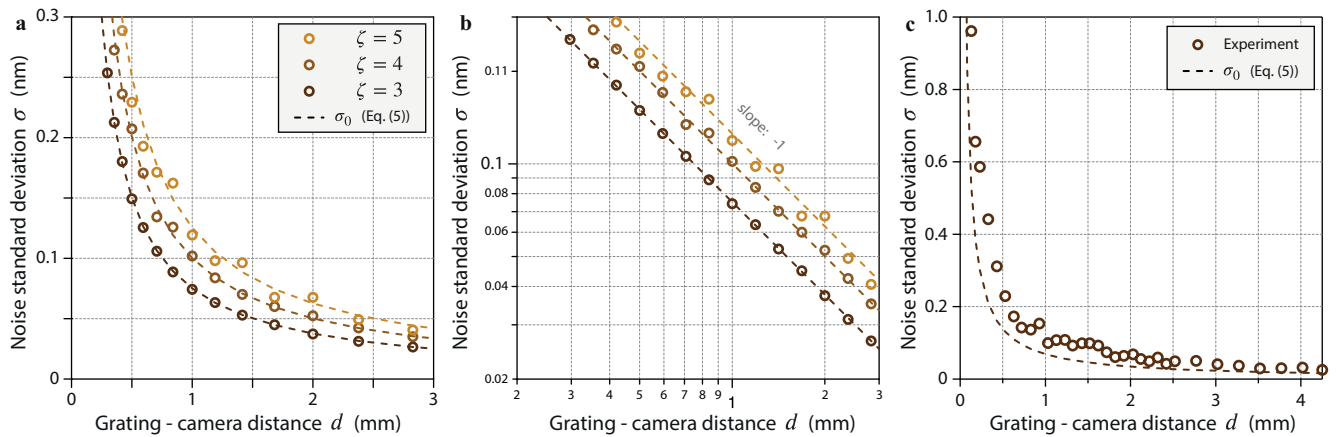 a
Noise standard deviation σ (nm)
0.3
0.2
0.1
0
ζ = 5
ζ = 4
ζ = 3
σ₀ (Eq. (5))
0 1 2 3
Grating - camera distance d (mm)
b
Noise standard deviation σ (nm)
0.11
0.1
0.08
0.06
0.04
0.02
slope: -1
2 3 4 5 6 7 8 9 1 2 3
Grating - camera distance d (mm)
c
Noise standard deviation σ (nm)
1.0
0.8
0.6
0.4
0.2
0
Experiment
σ₀ (Eq. (5))
0 1 2 3 4
Grating - camera distance d (mm)